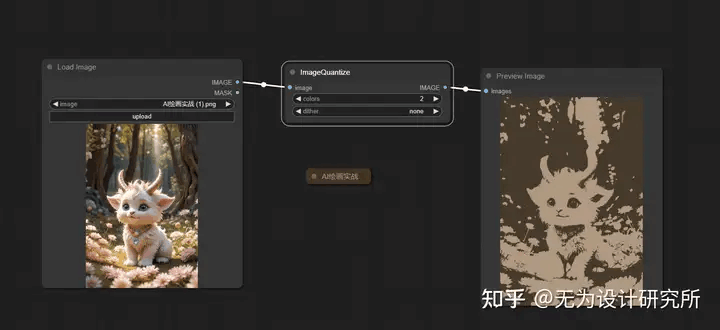 Load Image
IMAGE
MASK
image
AI绘画实战 (1).png
upload
ImageQuantize
image
IMAGE
colors
2
dither
none
AI绘画实战
Preview Image
images
知乎 @无为设计研究所